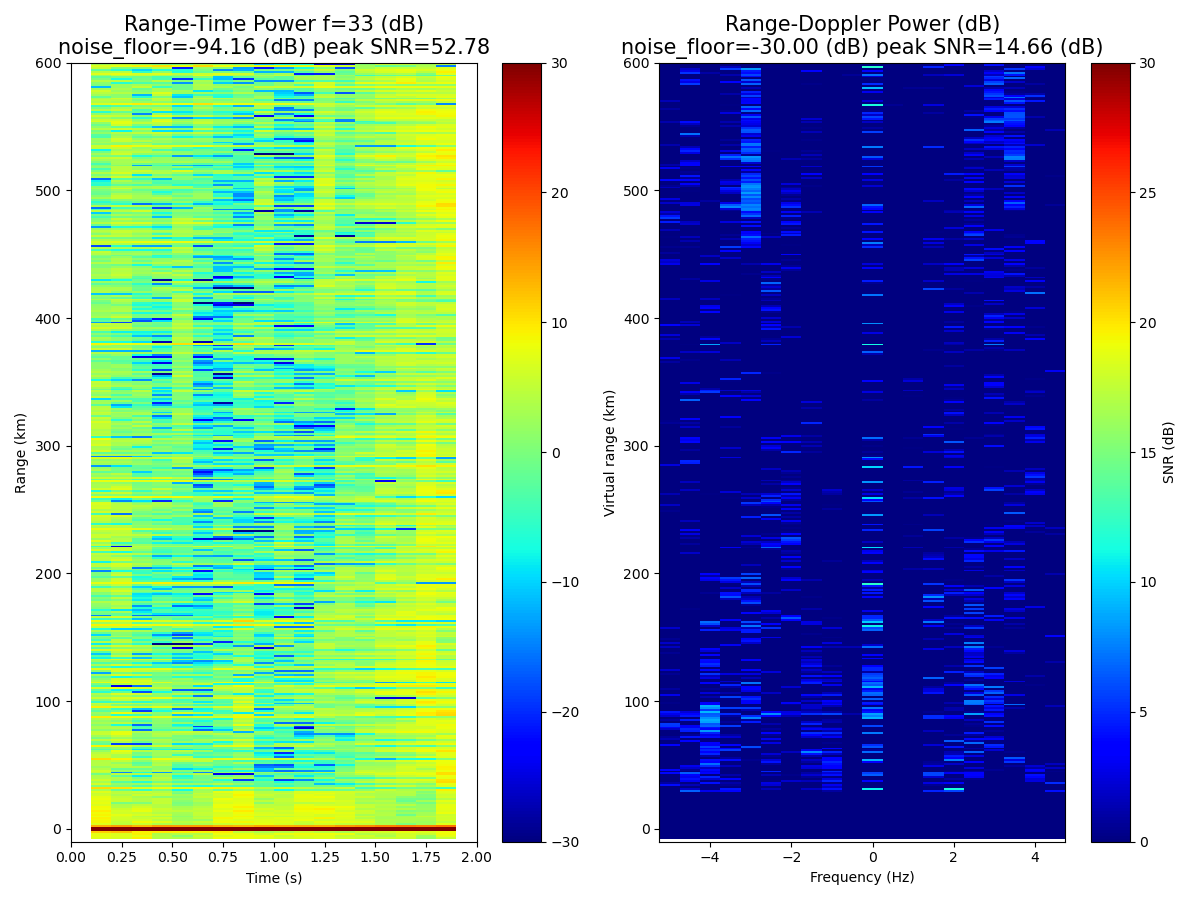 Range-Time Power f=33 (dB)
noise_floor=-94.16 (dB) peak SNR=52.78
Range (km)
600
500
400
300
200
100
0
0.00 0.25 0.50 0.75 1.00 1.25 1.50 1.75 2.00
Time (s)
30
20
10
0
−10
−20
−30
Range-Doppler Power (dB)
noise_floor=-30.00 (dB) peak SNR=14.66 (dB)
Virtual range (km)
600
500
400
300
200
100
0
−4 −2 0 2 4
Frequency (Hz)
30
25
20
15
10
5
0
SNR (dB)